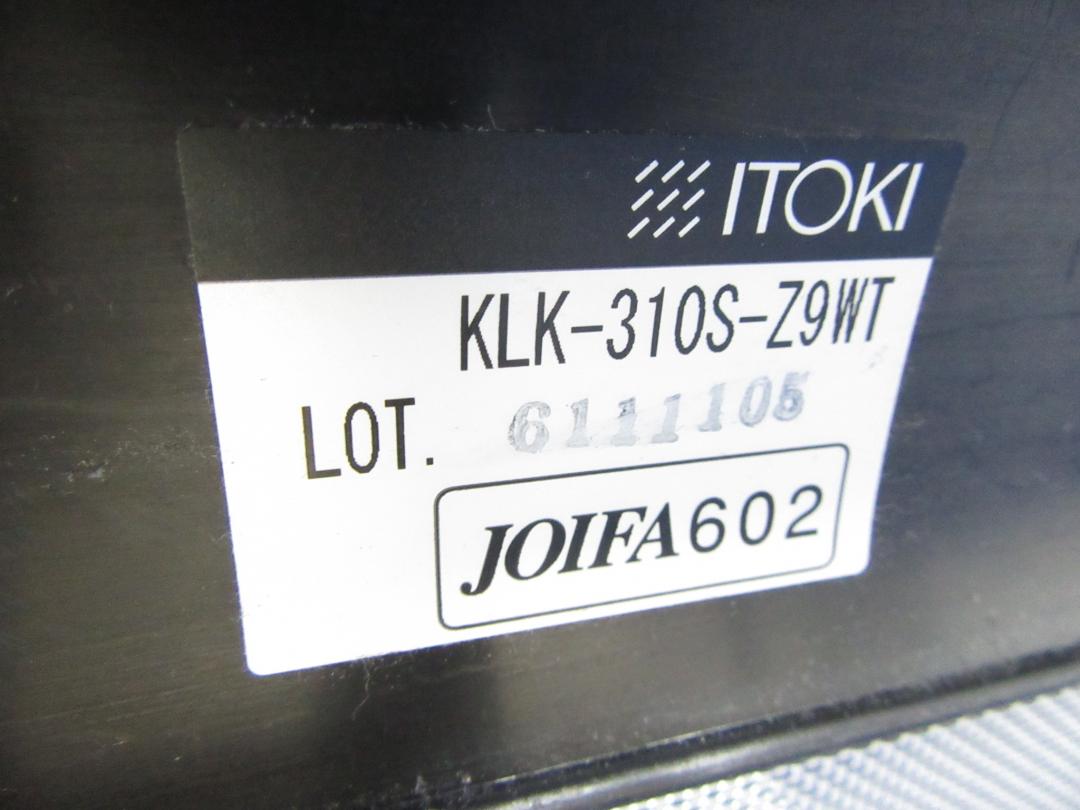 ITOKI
KLK-310S-Z9WT
LOT. 6111105
JOIFA602